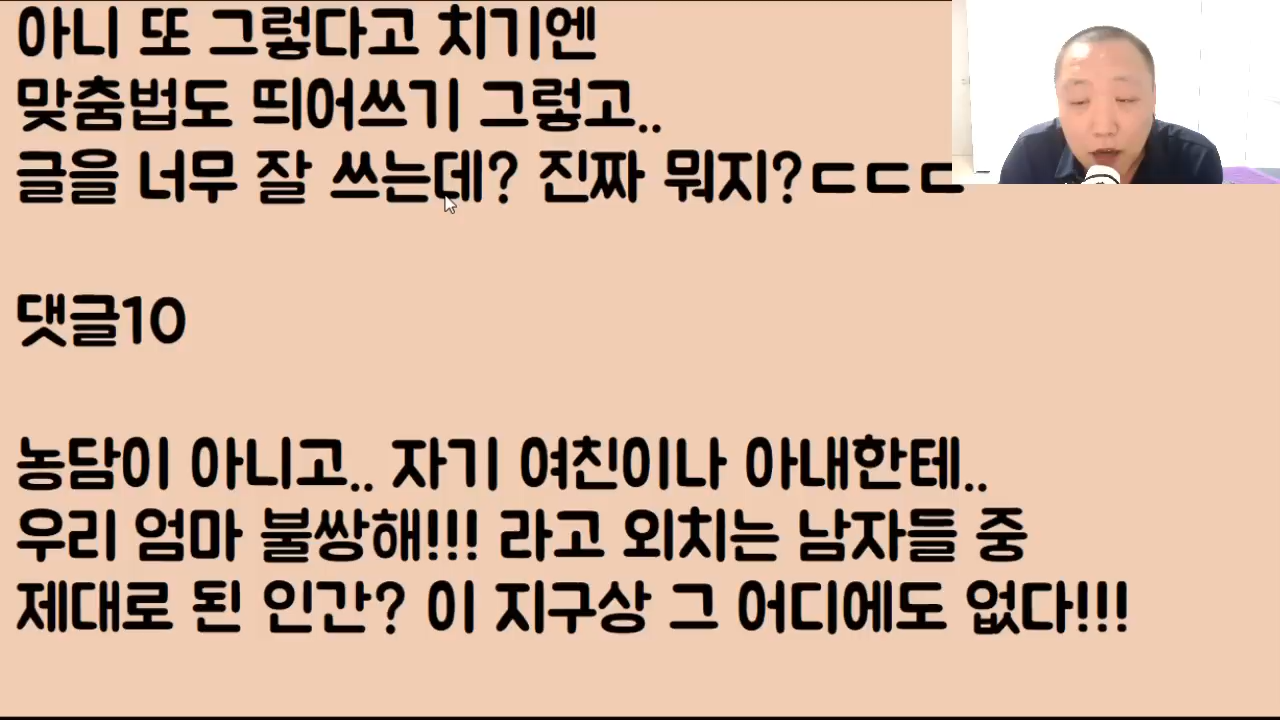 아니 또 그렇다고 치기엔
맞춤법도 띄어쓰기 그렇고..
글을 너무 잘 쓰는데? 진짜 뭐지?ㄷㄷㄷ
댓글10
농담이 아니고.. 자기 여친이나 아내한테..
우리 엄마 불쌍해!!! 라고 외치는 남자들 중
제대로 된 인간? 이 지구상 그 어디에도 없다!!!